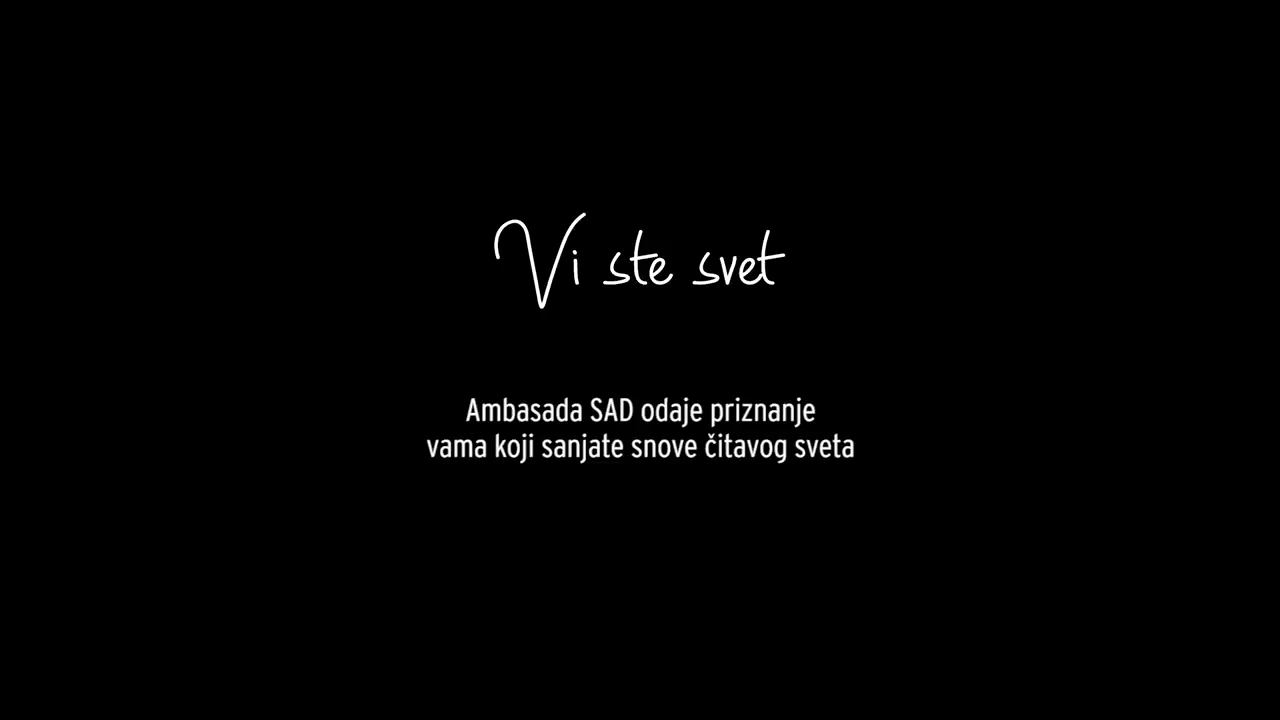 Vi ste svet
Ambasada SAD odaje priznanje
vama koji sanjate snove čitavog sveta